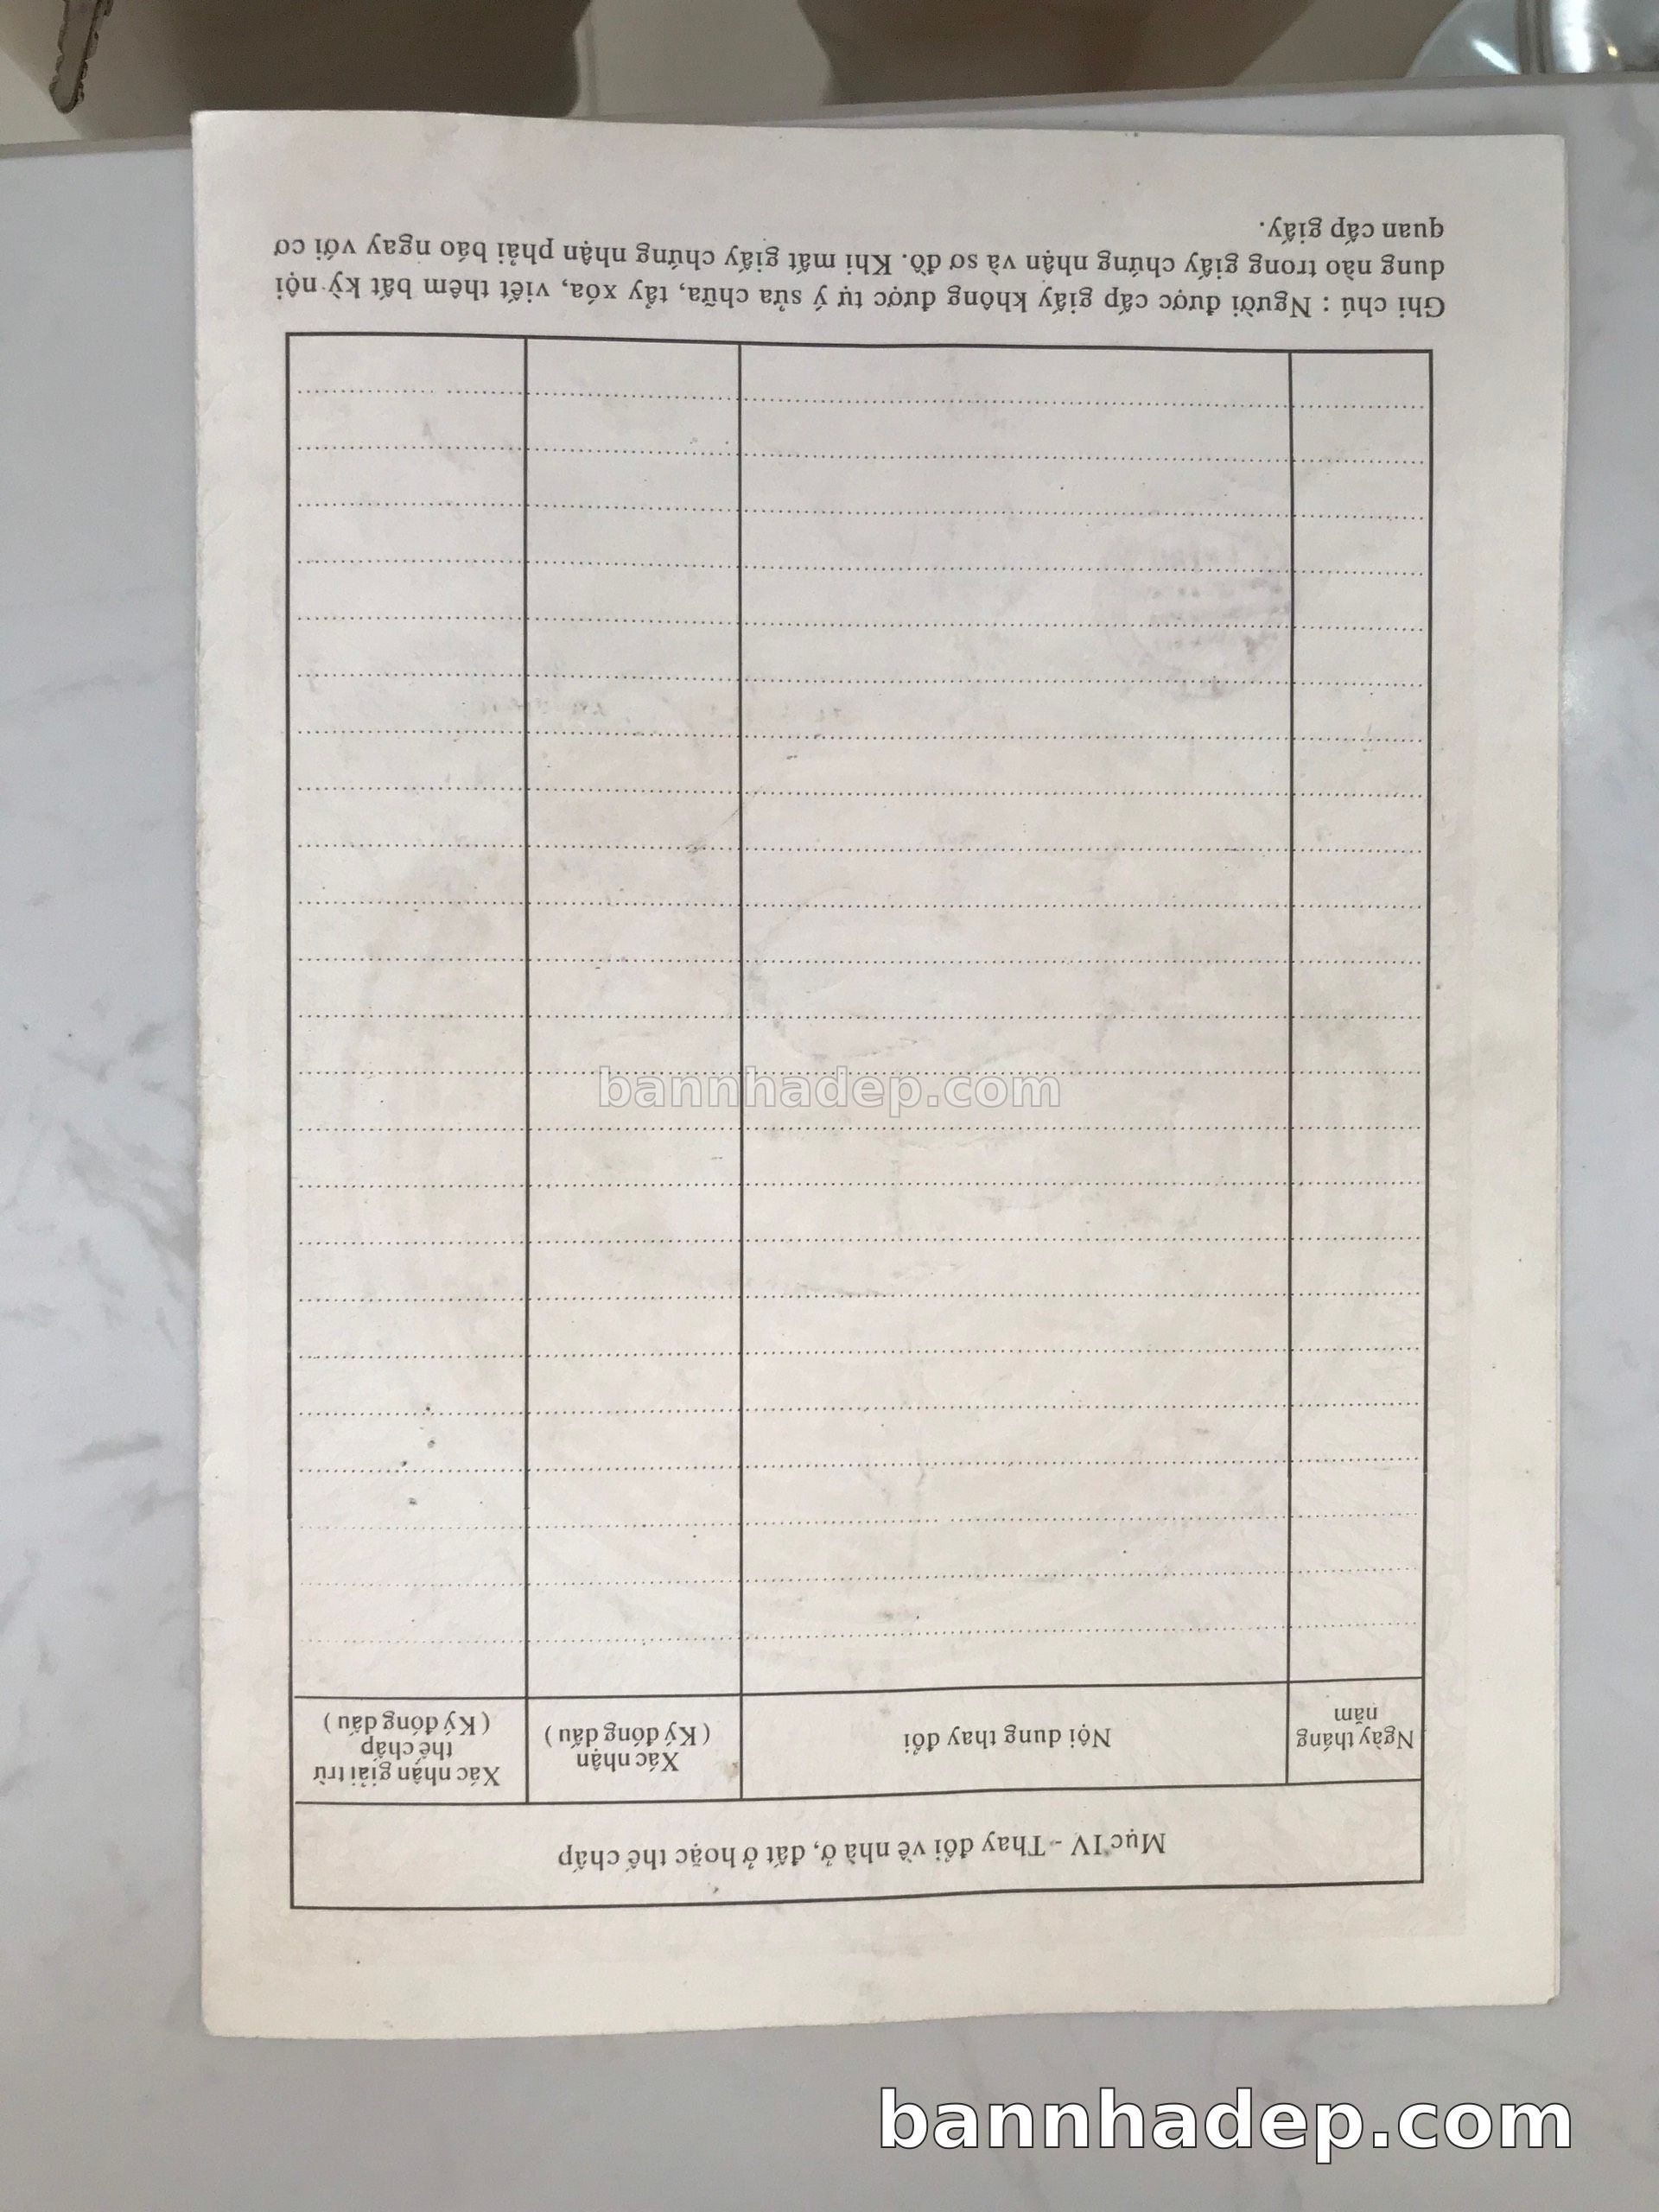 Mục IV - Thay đổi về nhà ở, đất ở hoặc thế chấp
Ngày tháng
năm
Nội dung thay đổi
Xác nhận
( Ký đóng dấu )
Xác nhận giải trừ
thế chấp
( Ký đóng dấu )
Ghi chú : Người được cấp giấy không được tự ý sửa chữa, tẩy xóa, viết thêm bất kỳ nội
dung nào trong giấy chứng nhận và sơ đồ. Khi mất giấy chứng nhận phải báo ngay với cơ
quan cấp giấy.
bannhadep.com
bannhadep.com